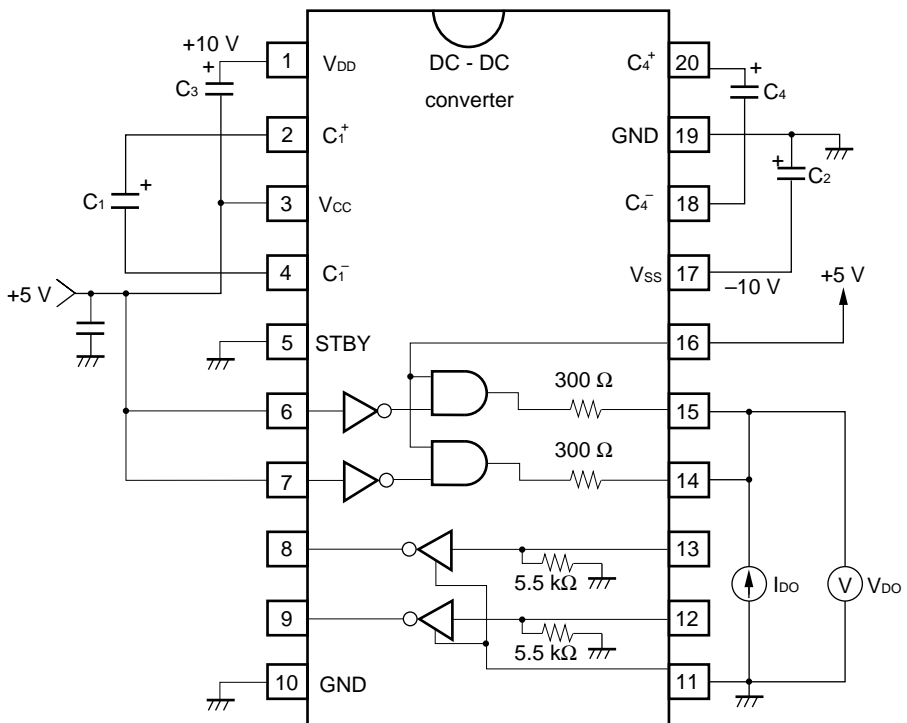 +10 V
1
VDD
DC - DC
converter
C4+
20
+
C3
+
C4
2
C1+
GND
19
+
C1
+
C2
3
VCC
C4−
18
4
C1−
VSS
17
–10 V
+5 V
+5 V
5
STBY
16
6
300 Ω
15
7
300 Ω
14
8
13
5.5 kΩ
IDO
V
VDO
9
12
5.5 kΩ
10
GND
11